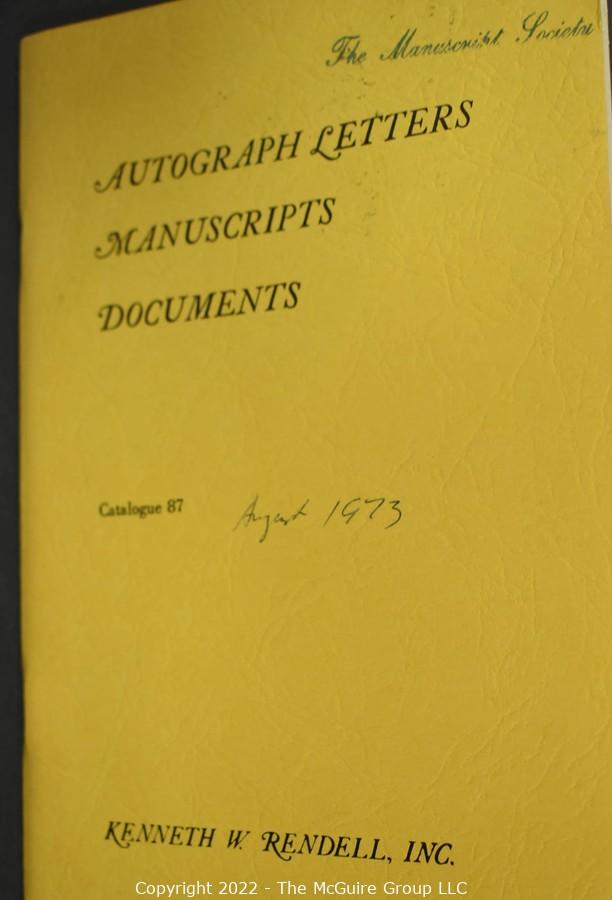 The Manuscript Society
AUTOGRAPH LETTERS
MANUSCRIPTS
DOCUMENTS
Catalogue 87 August 1973
KENNETH W. RENDELL, INC.
Copyright 2022 - The McGuire Group LLC